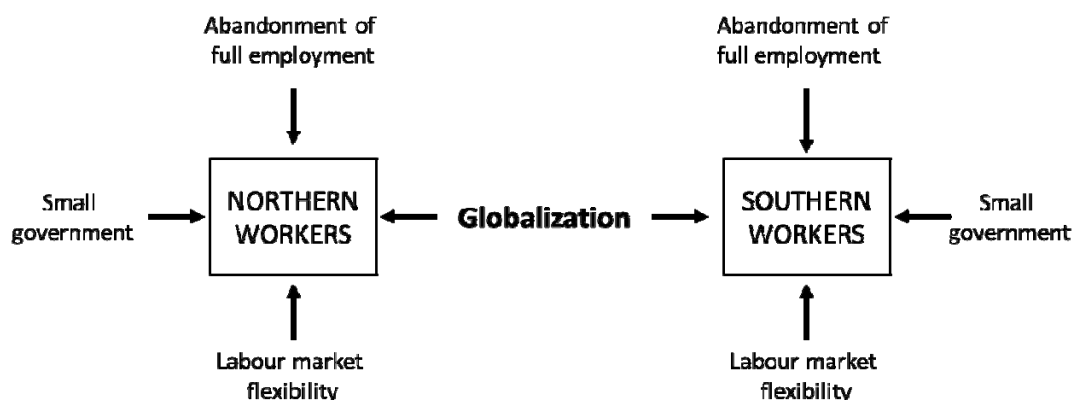 Abandonment of
full employment
Abandonment of
full employment
Small
government
NORTHERN
WORKERS
Globalization
SOUTHERN
WORKERS
Small
government
Labour market
flexibility
Labour market
flexibility